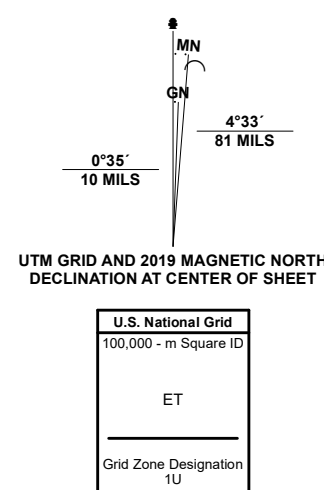 MN
GN
4°33´
81 MILS
0°35´
10 MILS
UTM GRID AND 2019 MAGNETIC NORTH
DECLINATION AT CENTER OF SHEET
U.S. National Grid
100,000 - m Square ID
ET
Grid Zone Designation
1U